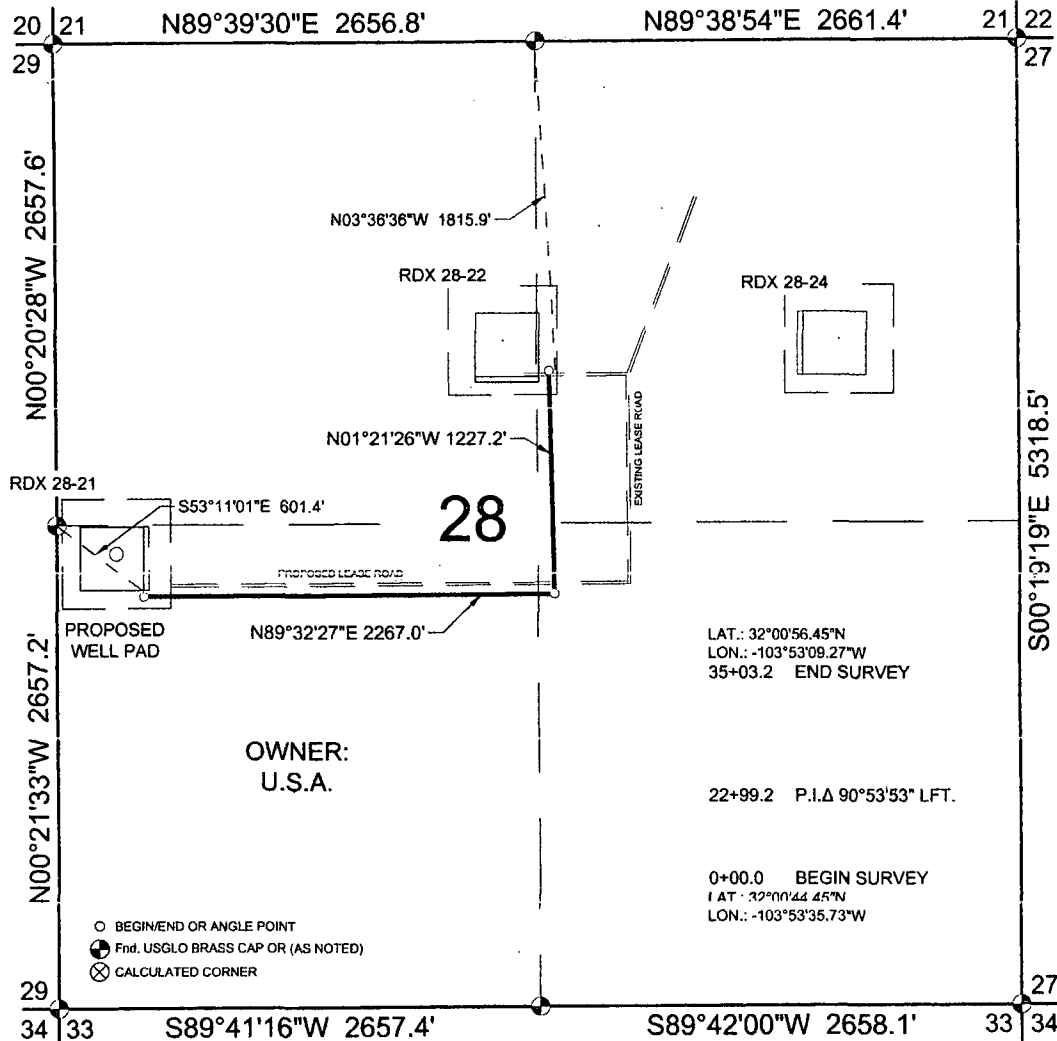 20 21
N89°39'30"E 2656.8'
N89°38'54"E 2661.4'
21 22
29
27
N00°20'28"W 2657.6'
N03°36'36"W 1815.9'
RDX 28-22
RDX 28-24
EXISTING LEASE ROAD
S00°19'19"E 5318.5'
N01°21'26"W 1227.2'
RDX 28-21
S53°11'01"E 601.4'
28
PROPOSED LEASE ROAD
PROPOSED
WELL PAD
N89°32'27"E 2267.0'
LAT.: 32°00'56.45"N
LON.: -103°53'09.27"W
35+03.2 END SURVEY
N00°21'33"W 2657.2'
OWNER:
U.S.A.
22+99.2 P.I.Δ 90°53'53" LFT.
0+00.0 BEGIN SURVEY
LAT.: 32°00'44.45"N
LON.: -103°53'35.73"W
BEGIN/END OR ANGLE POINT
Fnd. USGLO BRASS CAP OR (AS NOTED)
CALCULATED CORNER
29
27
34 33
S89°41'16"W 2657.4'
S89°42'00"W 2658.1'
33 34